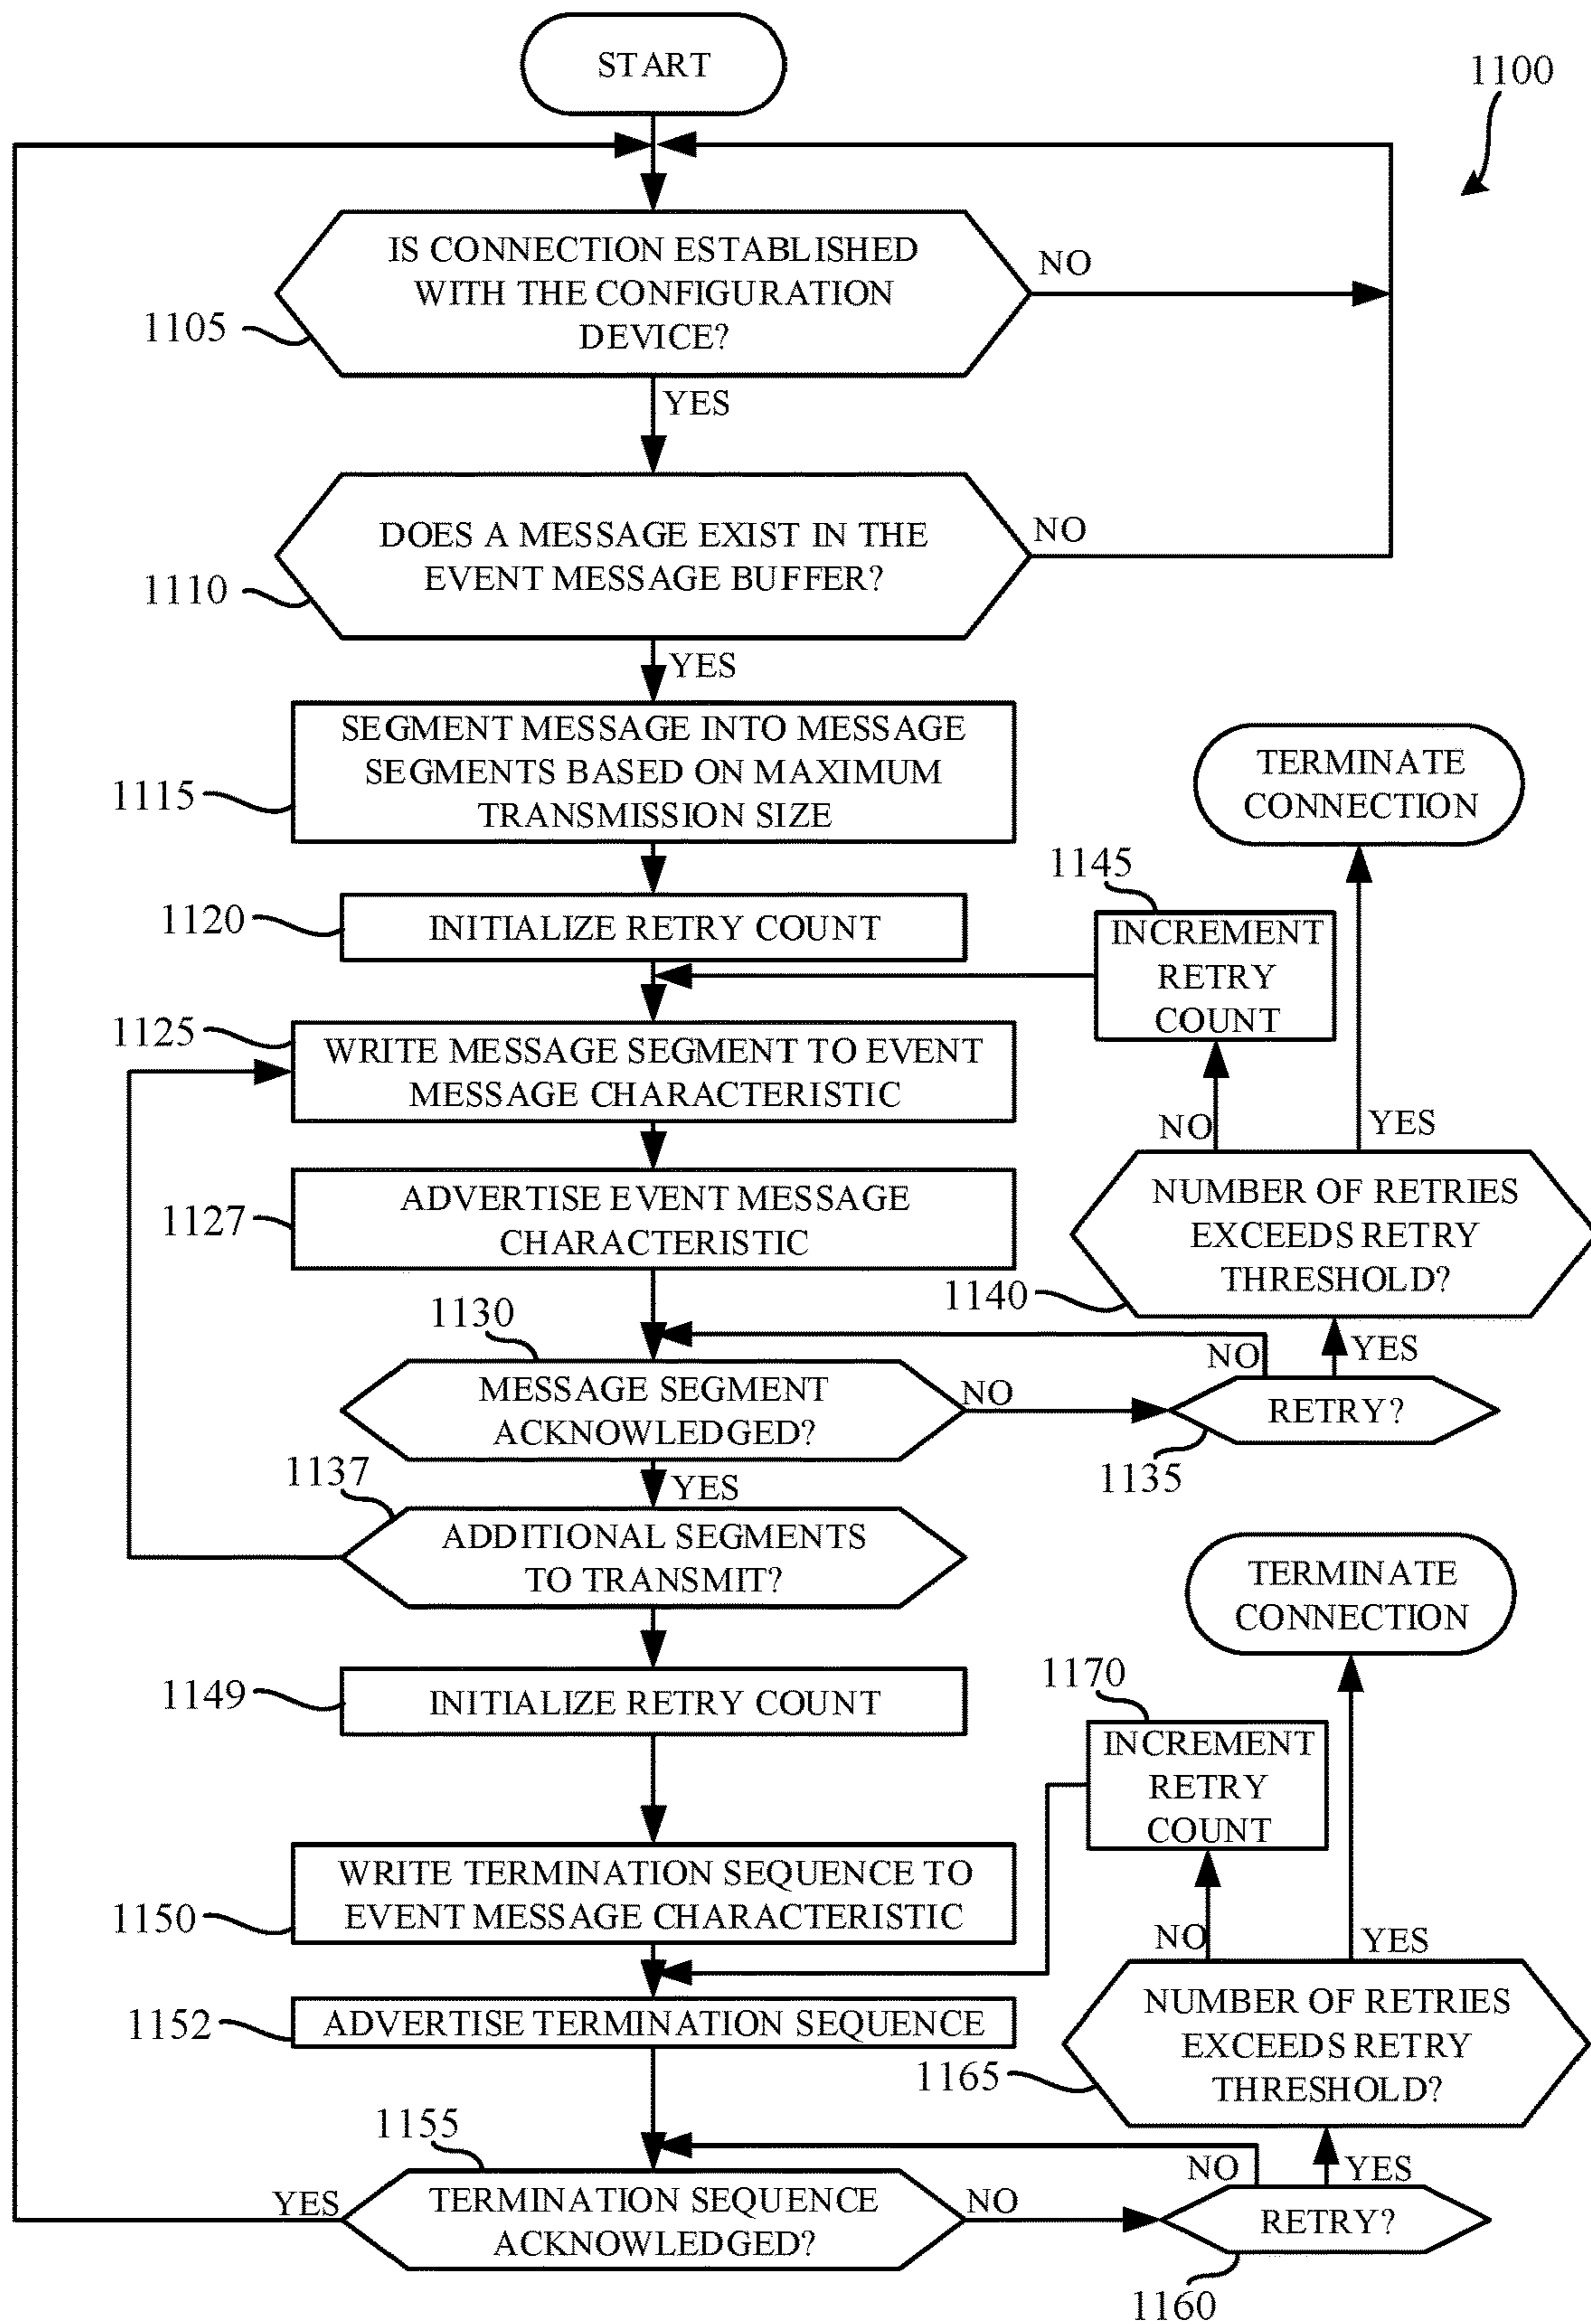 START
1100
IS CONNECTION ESTABLISHED
WITH THE CONFIGURATION
DEVICE?
NO
1105
YES
DOES A MESSAGE EXIST IN THE
EVENT MESSAGE BUFFER?
NO
1110
YES
SEGMENT MESSAGE INTO MESSAGE
SEGMENTS BASED ON MAXIMUM
TRANSMISSION SIZE
1115
TERMINATE
CONNECTION
1145
INITIALIZE RETRY COUNT
1120
INCREMENT
RETRY
COUNT
1125
WRITE MESSAGE SEGMENT TO EVENT
MESSAGE CHARACTERISTIC
NO
YES
ADVERTISE EVENT MESSAGE
CHARACTERISTIC
1127
NUMBER OF RETRIES
EXCEEDS RETRY
THRESHOLD?
1140
1130
NO
YES
MESSAGE SEGMENT
ACKNOWLEDGED?
NO
RETRY?
1135
1137
YES
ADDITIONAL SEGMENTS
TO TRANSMIT?
TERMINATE
CONNECTION
1149
INITIALIZE RETRY COUNT
1170
INCREMENT
RETRY
COUNT
WRITE TERMINATION SEQUENCE TO
EVENT MESSAGE CHARACTERISTIC
1150
NO
YES
1152
ADVERTISE TERMINATION SEQUENCE
NUMBER OF RETRIES
EXCEEDS RETRY
THRESHOLD?
1165
1155
NO
YES
YES
TERMINATION SEQUENCE
ACKNOWLEDGED?
NO
RETRY?
1160